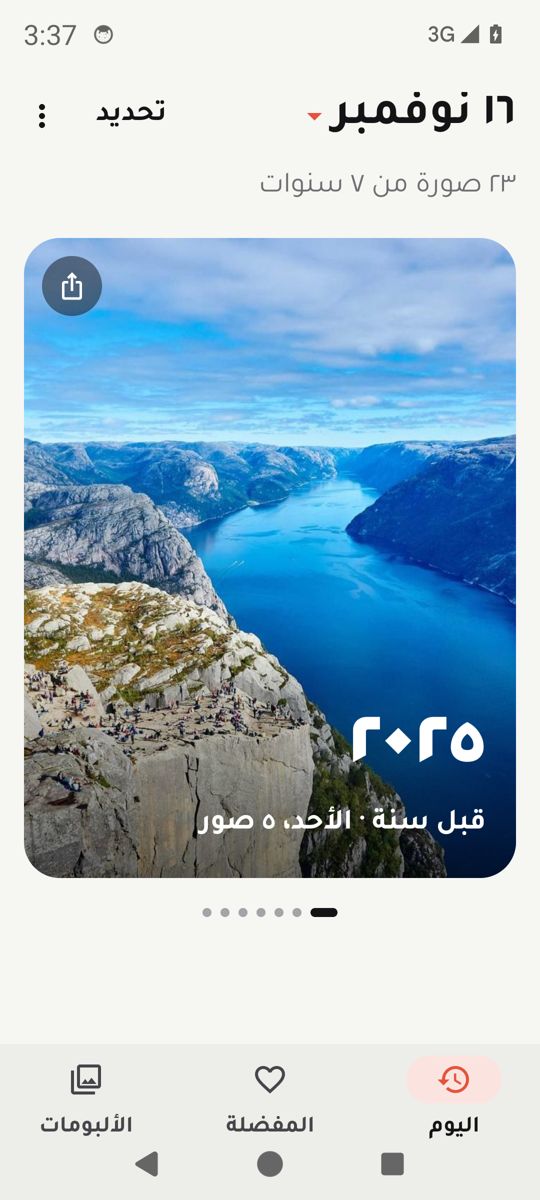 3:37
3G
١٦ نوفمبر
تحديد
٢٣ صورة من ٧ سنوات
٢٠٢٥
قبل سنة · الأحد، ٥ صور
اليوم
المفضلة
الألبومات